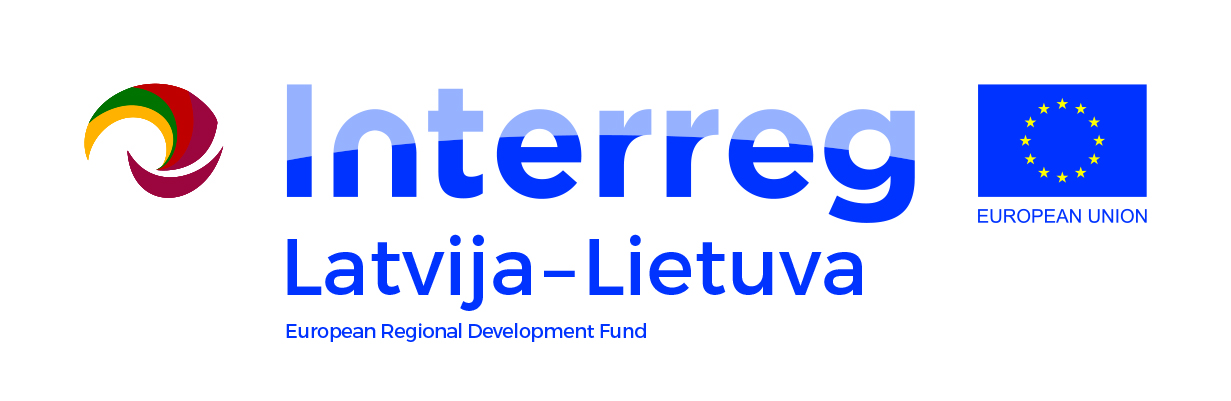 Interreg
EUROPEAN UNION
Latvija–Lietuva
European Regional Development Fund